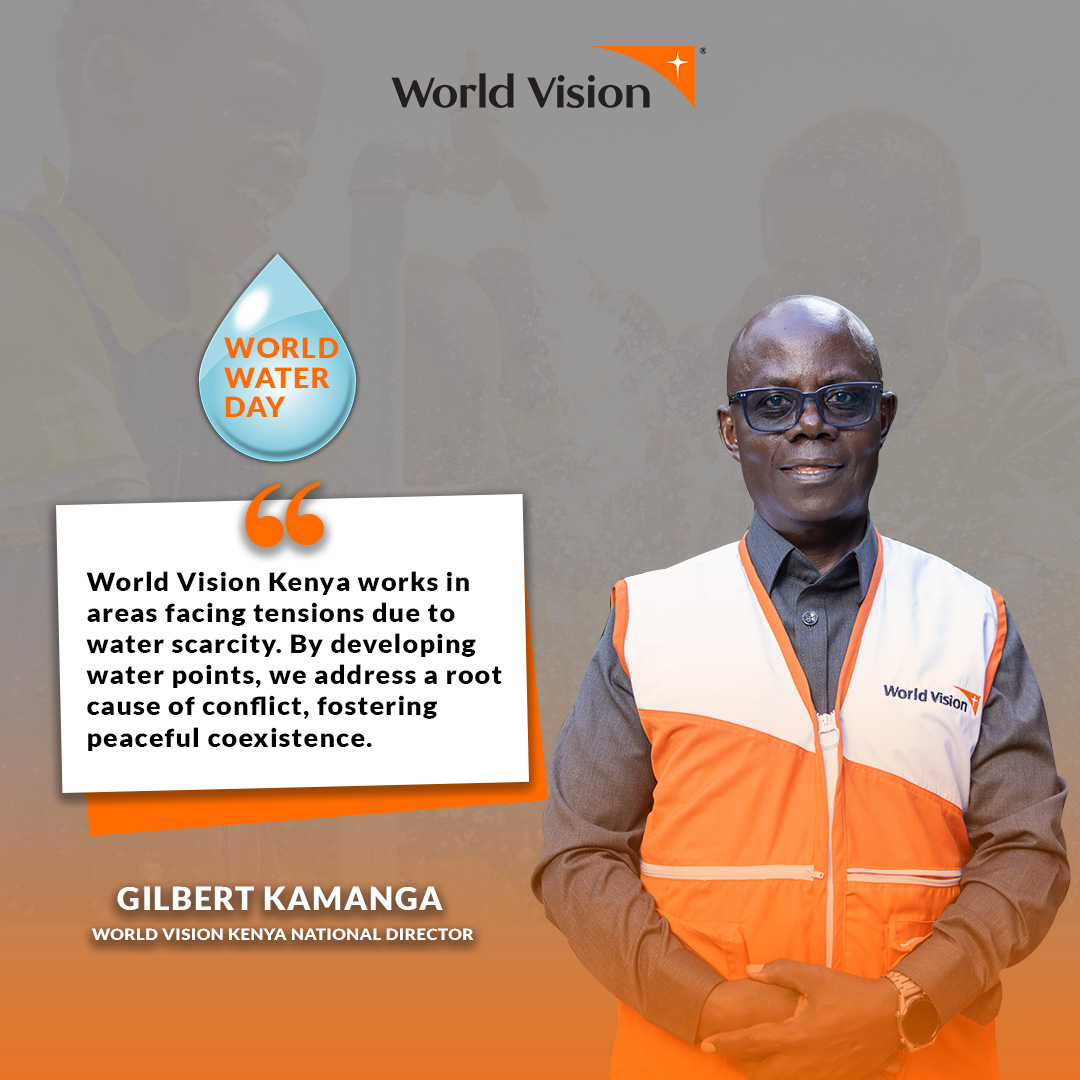 World Vision®
WORLD
WATER
DAY
World Vision Kenya works in
areas facing tensions due to
water scarcity. By developing
water points, we address a root
cause of conflict, fostering
peaceful coexistence.
World Vision
GILBERT KAMANGA
WORLD VISION KENYA NATIONAL DIRECTOR